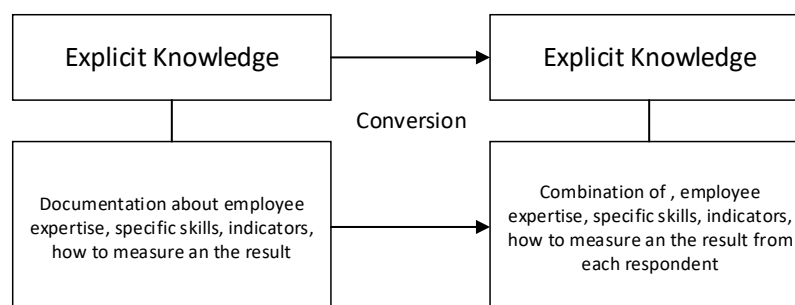 Explicit Knowledge
Explicit Knowledge
Conversion
Documentation about employee
expertise, specific skills, indicators,
how to measure an the result
Combination of , employee
expertise, specific skills, indicators,
how to measure an the result from
each respondent